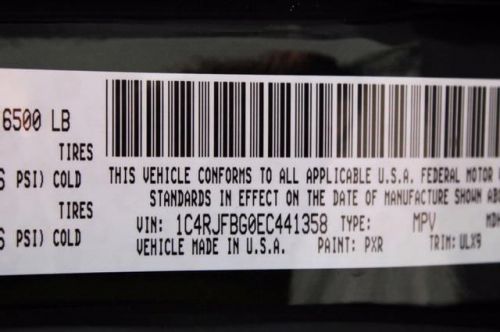 6500 LB
TIRES
PSI) COLD
TIRES
PSI) COLD
THIS VEHICLE CONFORMS TO ALL APPLICABLE U.S.A. FEDERAL MOTOR
STANDARDS IN EFFECT ON THE DATE OF MANUFACTURE SHOWN AB
VIN: 1C4RJFBG0EC441358 TYPE: MPV
VEHICLE MADE IN U.S.A. PAINT: PXR TRIM: ULX9